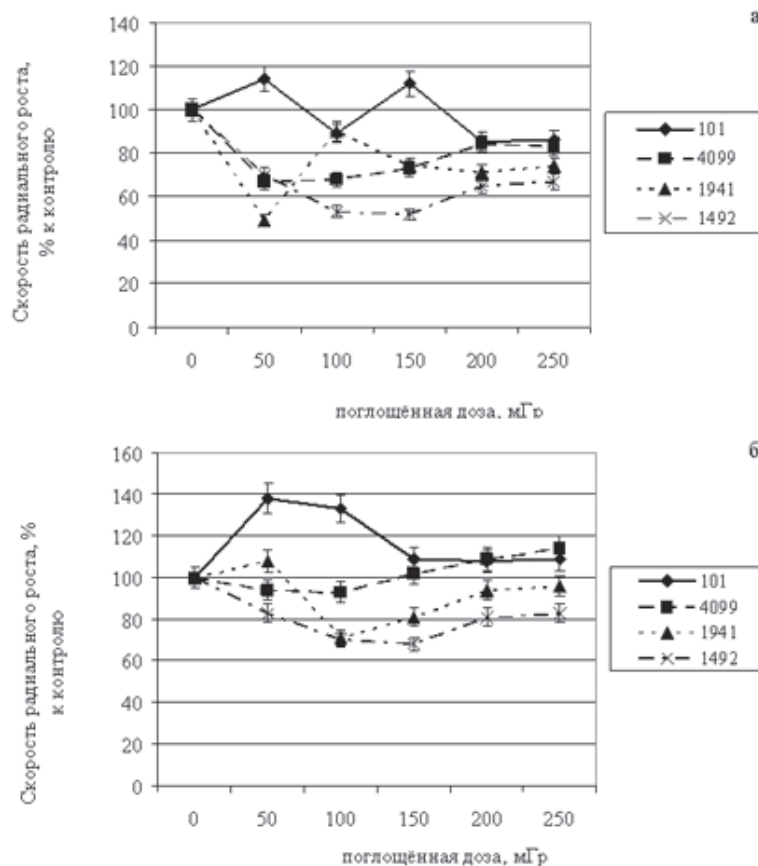 а
140
120
100
80
60
40
20
0
Скорость радиального роста,
% к контролю
0 50 100 150 200 250
поглощённая доза, мГр
101
4099
1941
1492
б
160
140
120
100
80
60
40
20
0
Скорость радиального роста, %
к контролю
0 50 100 150 200 250
поглощённая доза, мГр
101
4099
1941
1492